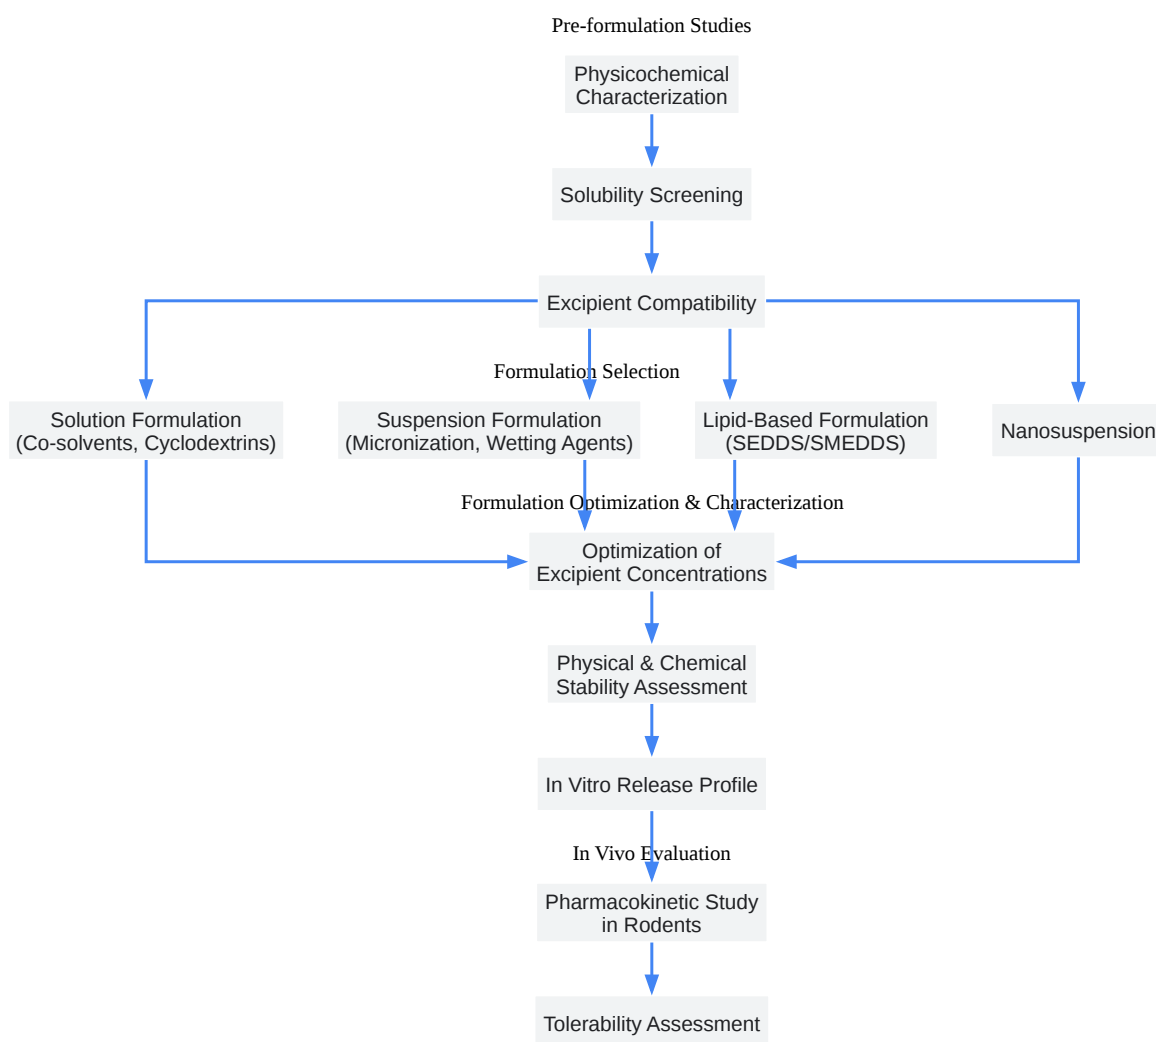 Pre-formulation Studies
Physicochemical
Characterization
Solubility Screening
Excipient Compatibility
Formulation Selection
Solution Formulation
(Co-solvents, Cyclodextrins)
Suspension Formulation
(Micronization, Wetting Agents)
Lipid-Based Formulation
(SEDDS/SMEDDS)
Nanosuspension
Formulation Optimization & Characterization
Optimization of
Excipient Concentrations
Physical & Chemical
Stability Assessment
In Vitro Release Profile
In Vivo Evaluation
Pharmacokinetic Study
in Rodents
Tolerability Assessment